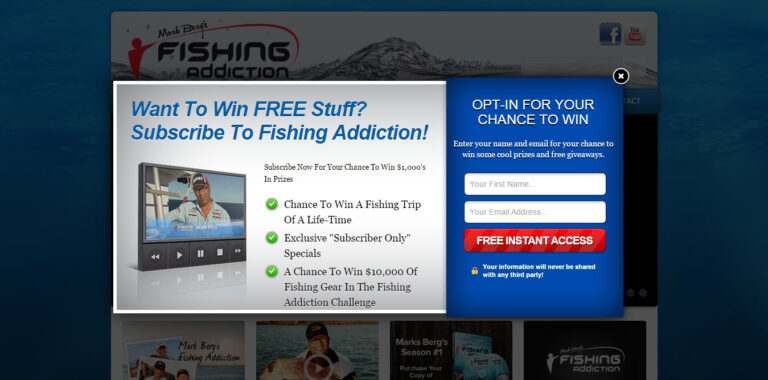 Mark Berg's
FISHING
ADDICTION
You
Tube
Want To Win FREE Stuff?
Subscribe To Fishing Addiction!
Subscribe Now For Your Chance To Win $1,000's
In Prizes
Chance To Win A Fishing Trip
Of A Life-Time
Exclusive "Subscriber Only"
Specials
A Chance To Win $10,000 Of
Fishing Gear In The Fishing
Addiction Challenge
OPT-IN FOR YOUR
CHANCE TO WIN
Enter your name and email for your chance to
win some cool prizes and free giveaways.
Your First Name...
Your Email Address...
FREE INSTANT ACCESS
Your information will never be shared
with any third party!
Mark Berg's
Fishing Addiction
Marks Berg's
Season #1
Purchase Your
Copy of
FISHING
Mark Berg's
FISHING
ADDICTION